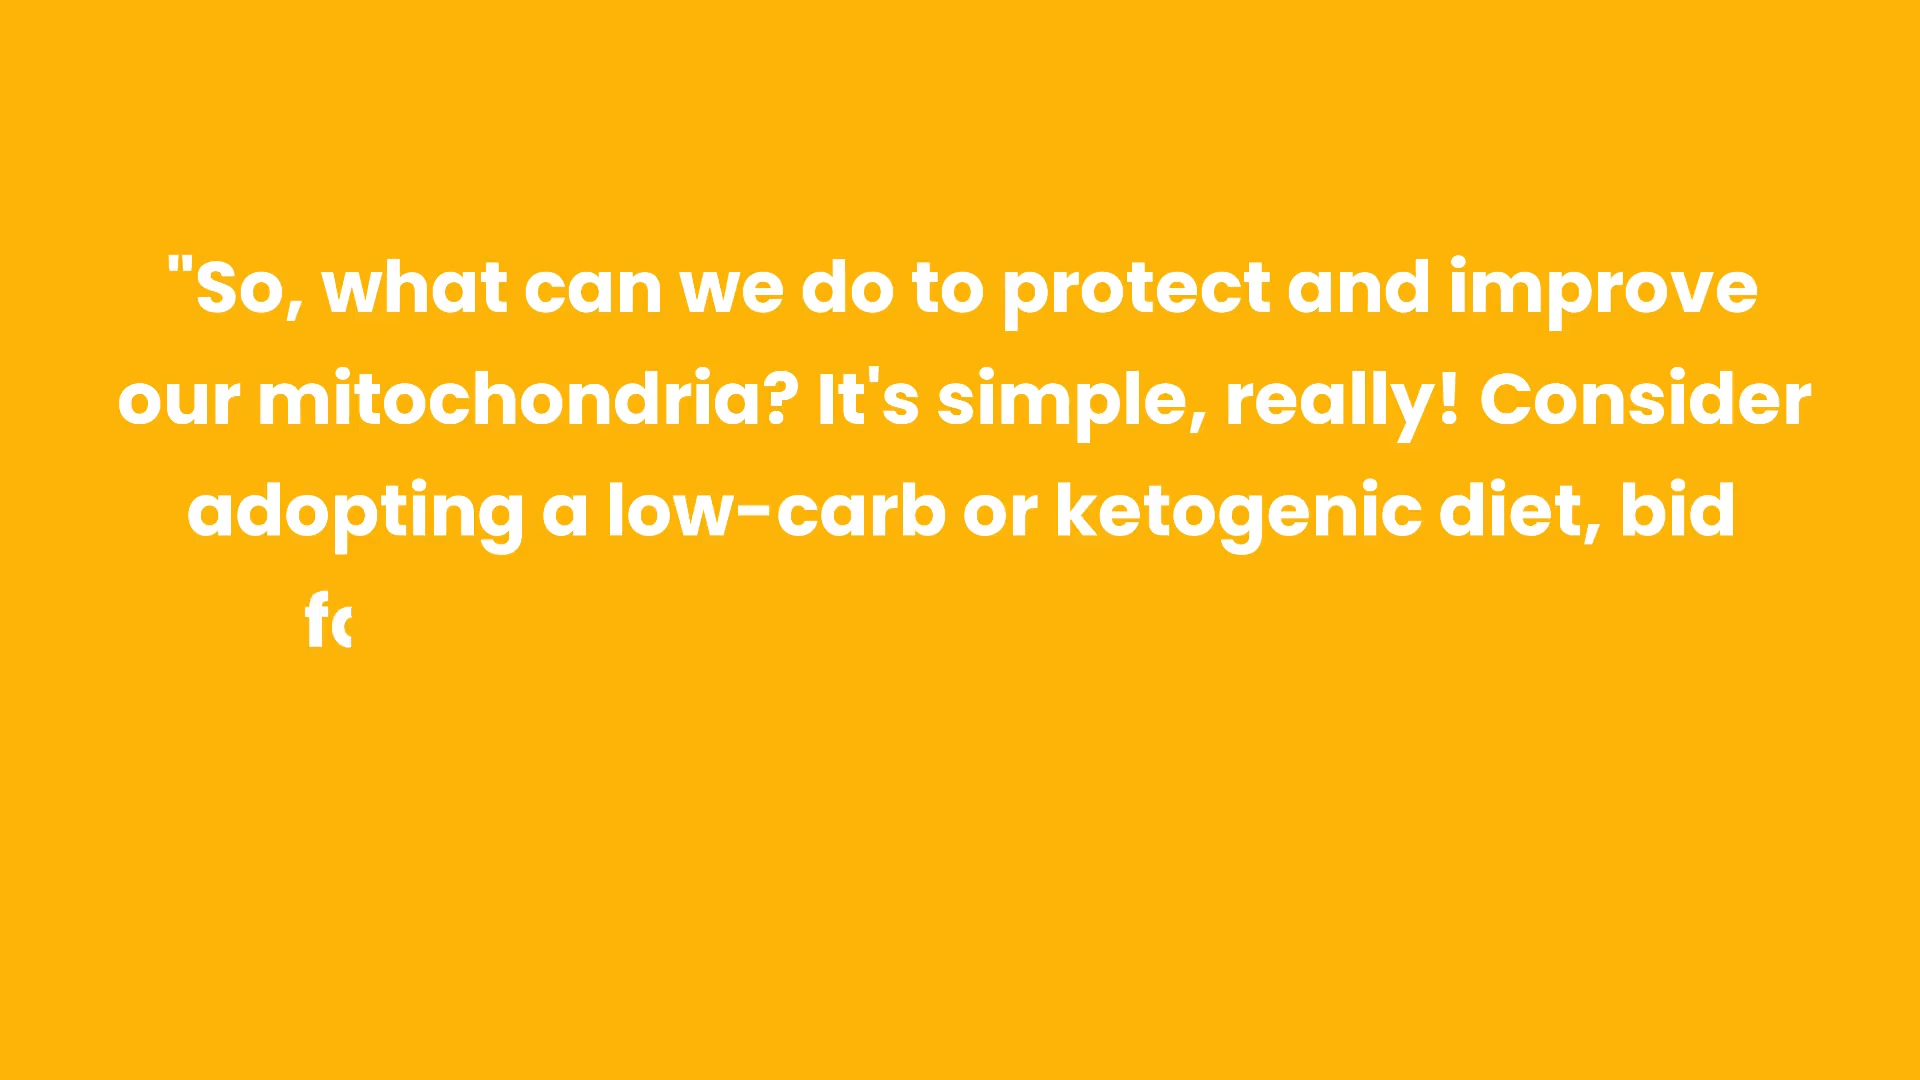 "So, what can we do to protect and improve
our mitochondria? It's simple, really! Consider
adopting a low-carb or ketogenic diet, bid